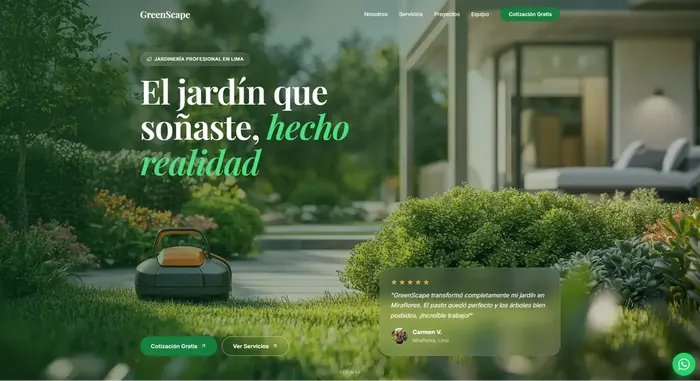 GreenScape
Nosotros
Servicios
Proyectos
Equipo
Cotización Gratis
JARDINERÍA PROFESIONAL EN LIMA
El jardín que
soñaste, hecho
realidad
★★★★★
"GreenScape transformó completamente mi jardín en
Miraflores. El pasto quedó perfecto y los árboles bien
podados. ¡Increíble trabajo!"
Carmen V.
Miraflores, Lima
Cotización Gratis
Ver Servicios